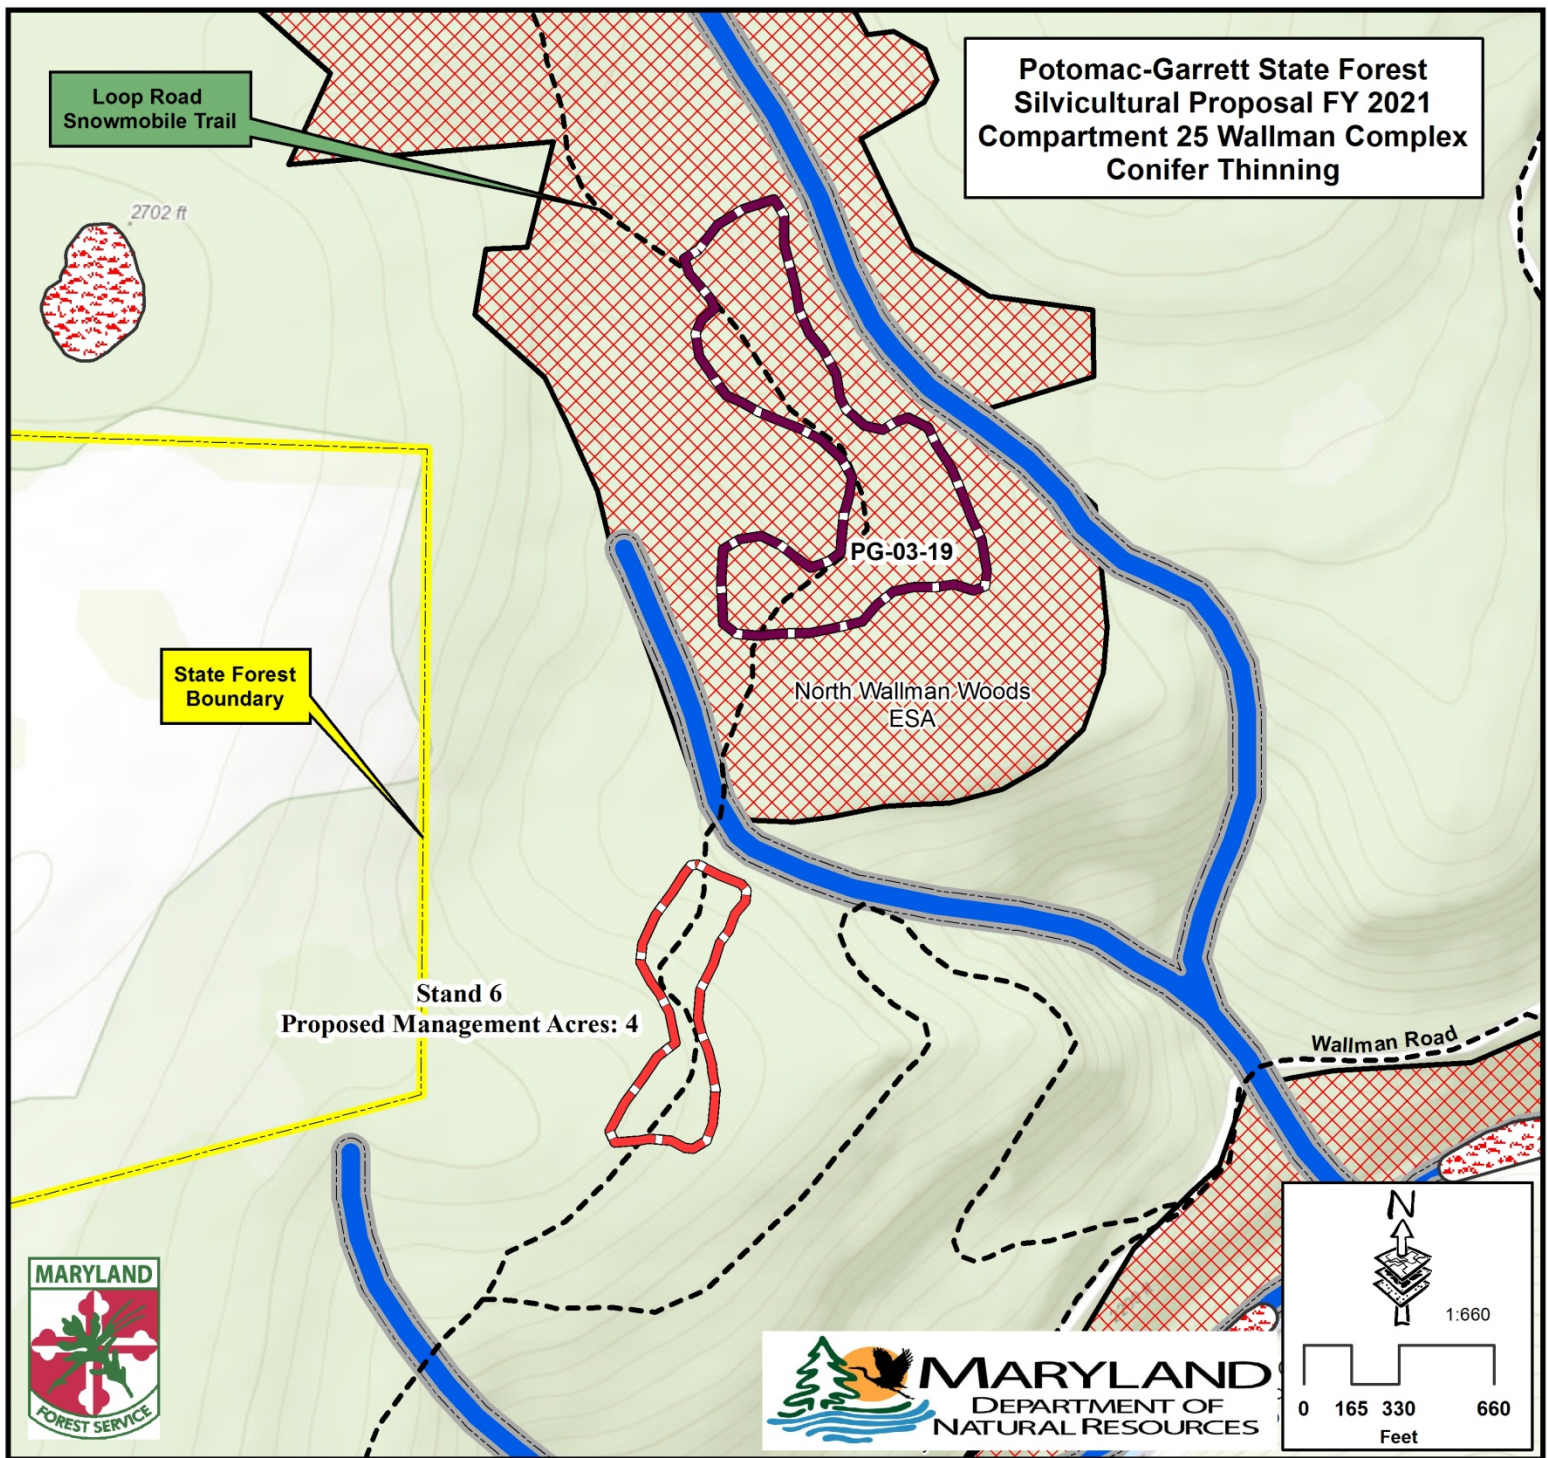 Potomac-Garrett State Forest
Silvicultural Proposal FY 2021
Compartment 25 Wallman Complex
Conifer Thinning
Loop Road
Snowmobile Trail
2702 ft
PG-03-19
State Forest
Boundary
North Wallman Woods
ESA
Stand 6
Proposed Management Acres: 4
Wallman Road
N
1:660
0 165 330 660
Feet
MARYLAND
FOREST SERVICE
MARYLAND
DEPARTMENT OF
NATURAL RESOURCES